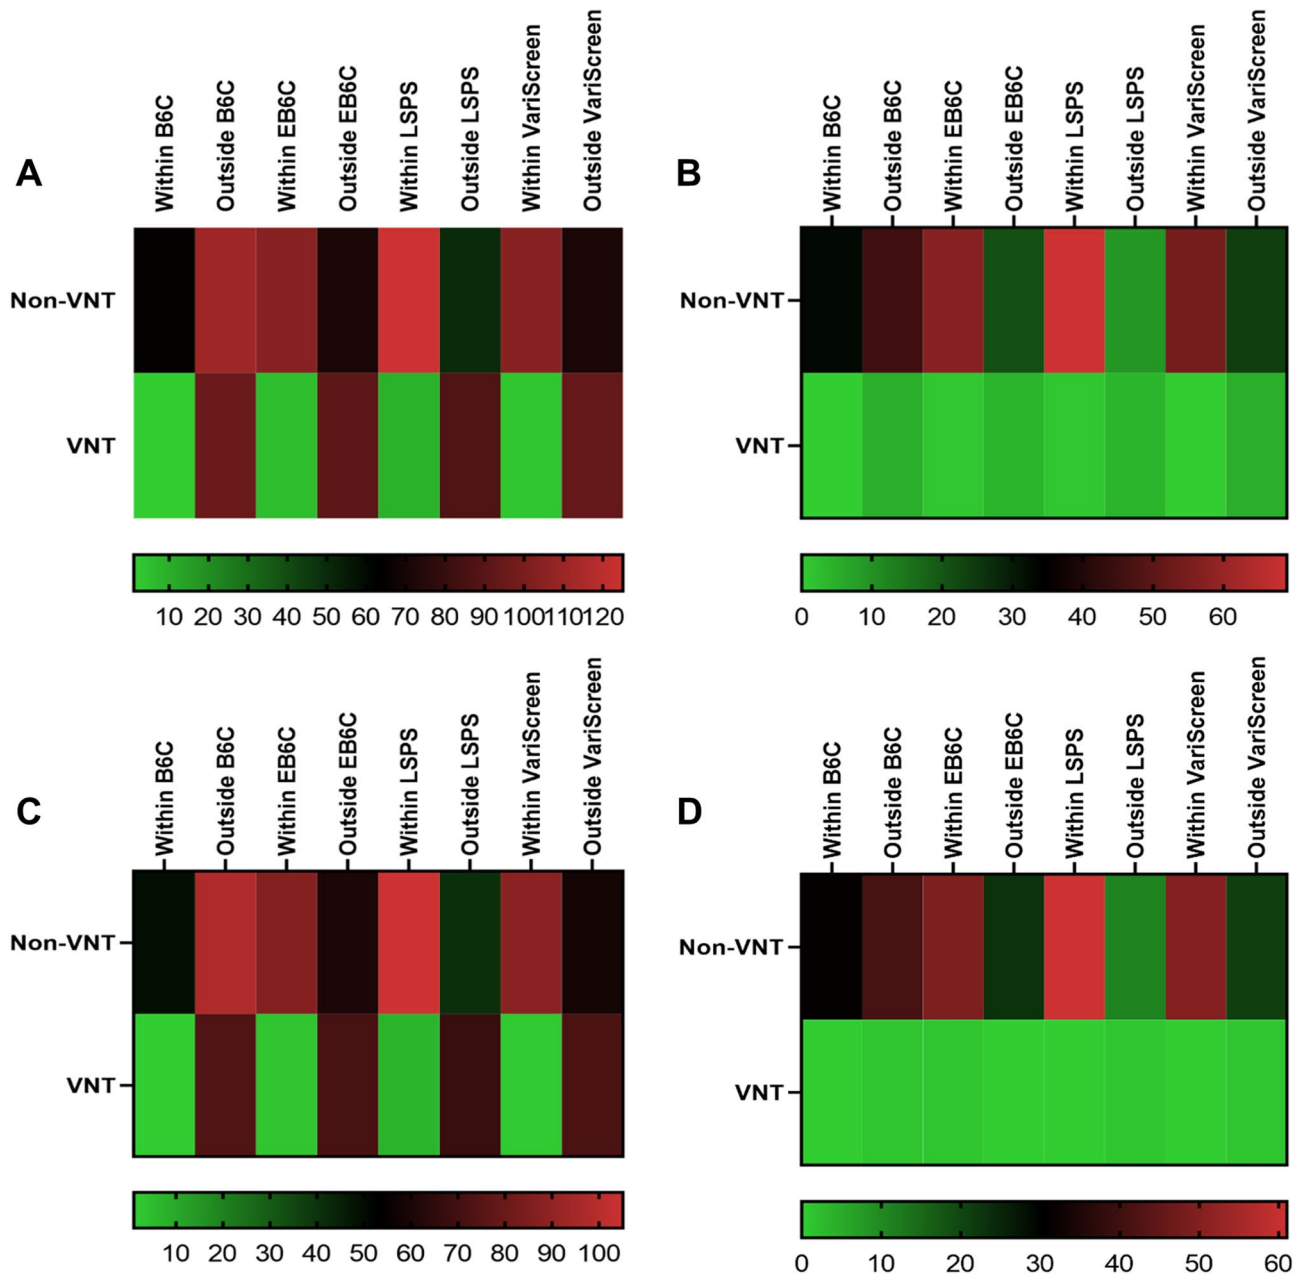 A
Within B6C
Outside B6C
Within EB6C
Outside EB6C
Within LSPS
Outside LSPS
Within VariScreen
Outside VariScreen
Non-VNT
VNT
10 20 30 40 50 60 70 80 90 100110120
B
Within B6C
Outside B6C
Within EB6C
Outside EB6C
Within LSPS
Outside LSPS
Within VariScreen
Outside VariScreen
Non-VNT
VNT
0 10 20 30 40 50 60
C
Within B6C
Outside B6C
Within EB6C
Outside EB6C
Within LSPS
Outside LSPS
Within VariScreen
Outside VariScreen
Non-VNT
VNT
10 20 30 40 50 60 70 80 90 100
D
Within B6C
Outside B6C
Within EB6C
Outside EB6C
Within LSPS
Outside LSPS
Within VariScreen
Outside VariScreen
Non-VNT
VNT
0 10 20 30 40 50 60